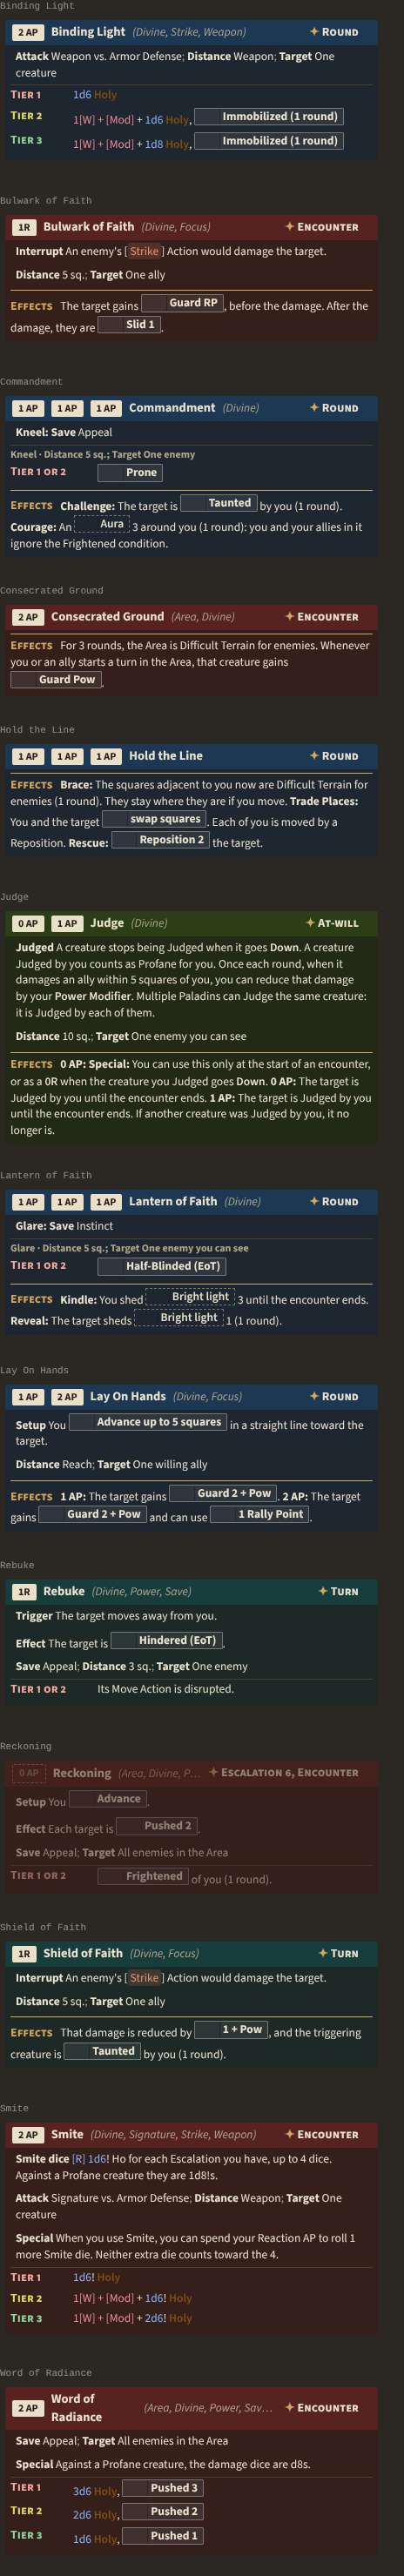 Binding Light
2 AP Binding Light (Divine, Strike, Weapon) ✦ ROUND
Attack Weapon vs. Armor Defense; Distance Weapon; Target One
creature
TIER 1 1d6 Holy
TIER 2 1[W] + [Mod] + 1d6 Holy, Immobilized (1 round)
TIER 3 1[W] + [Mod] + 1d8 Holy, Immobilized (1 round)
Bulwark of Faith
1R Bulwark of Faith (Divine, Focus) ✦ ENCOUNTER
Interrupt An enemy's [Strike] Action would damage the target.
Distance 5 sq.; Target One ally
EFFECTS The target gains Guard RP, before the damage. After the
damage, they are Slid 1.
Commandment
1 AP 1 AP 1 AP Commandment (Divine) ✦ ROUND
Kneel: Save Appeal
Kneel · Distance 5 sq.; Target One enemy
TIER 1 OR 2 Prone
EFFECTS Challenge: The target is Taunted by you (1 round).
Courage: An Aura 3 around you (1 round): you and your allies in it
ignore the Frightened condition.
Consecrated Ground
2 AP Consecrated Ground (Area, Divine) ✦ ENCOUNTER
EFFECTS For 3 rounds, the Area is Difficult Terrain for enemies. Whenever
you or an ally starts a turn in the Area, that creature gains
Guard Pow.
Hold the Line
1 AP 1 AP 1 AP Hold the Line ✦ ROUND
EFFECTS Brace: The squares adjacent to you now are Difficult Terrain for
enemies (1 round). They stay where they are if you move. Trade Places:
You and the target swap squares. Each of you is moved by a
Reposition. Rescue: Reposition 2 the target.
Judge
0 AP 1 AP Judge (Divine) ✦ AT-WILL
Judged A creature stops being Judged when it goes Down. A creature
Judged by you counts as Profane for you. Once each round, when it
damages an ally within 5 squares of you, you can reduce that damage
by your Power Modifier. Multiple Paladins can Judge the same creature:
it is Judged by each of them.
Distance 10 sq.; Target One enemy you can see
EFFECTS 0 AP: Special: You can use this only at the start of an encounter,
or as a 0R when the creature you Judged goes Down. 0 AP: The target is
Judged by you until the encounter ends. 1 AP: The target is Judged by you
until the encounter ends. If another creature was Judged by you, it no
longer is.
Lantern of Faith
1 AP 1 AP 1 AP Lantern of Faith (Divine) ✦ ROUND
Glare: Save Instinct
Glare · Distance 5 sq.; Target One enemy you can see
TIER 1 OR 2 Half-Blinded (EoT)
EFFECTS Kindle: You shed Bright light 3 until the encounter ends.
Reveal: The target sheds Bright light 1 (1 round).
Lay On Hands
1 AP 2 AP Lay On Hands (Divine, Focus) ✦ ROUND
Setup You Advance up to 5 squares in a straight line toward the
target.
Distance Reach; Target One willing ally
EFFECTS 1 AP: The target gains Guard 2 + Pow. 2 AP: The target
gains Guard 2 + Pow and can use 1 Rally Point.
Rebuke
1R Rebuke (Divine, Power, Save) ✦ TURN
Trigger The target moves away from you.
Effect The target is Hindered (EoT).
Save Appeal; Distance 3 sq.; Target One enemy
TIER 1 OR 2 Its Move Action is disrupted.
Reckoning
0 AP Reckoning (Area, Divine, P… ✦ ESCALATION 6, ENCOUNTER
Setup You Advance.
Effect Each target is Pushed 2.
Save Appeal; Target All enemies in the Area
TIER 1 OR 2 Frightened of you (1 round).
Shield of Faith
1R Shield of Faith (Divine, Focus) ✦ TURN
Interrupt An enemy's [Strike] Action would damage the target.
Distance 5 sq.; Target One ally
EFFECTS That damage is reduced by 1 + Pow, and the triggering
creature is Taunted by you (1 round).
Smite
2 AP Smite (Divine, Signature, Strike, Weapon) ✦ ENCOUNTER
Smite dice [R] 1d6! Ho for each Escalation you have, up to 4 dice.
Against a Profane creature they are 1d8!s.
Attack Signature vs. Armor Defense; Distance Weapon; Target One
creature
Special When you use Smite, you can spend your Reaction AP to roll 1
more Smite die. Neither extra die counts toward the 4.
TIER 1 1d6! Holy
TIER 2 1[W] + [Mod] + 1d6! Holy
TIER 3 1[W] + [Mod] + 2d6! Holy
Word of Radiance
2 AP Word of
Radiance (Area, Divine, Power, Sav… ✦ ENCOUNTER
Save Appeal; Target All enemies in the Area
Special Against a Profane creature, the damage dice are d8s.
TIER 1 3d6 Holy, Pushed 3
TIER 2 2d6 Holy, Pushed 2
TIER 3 1d6 Holy, Pushed 1